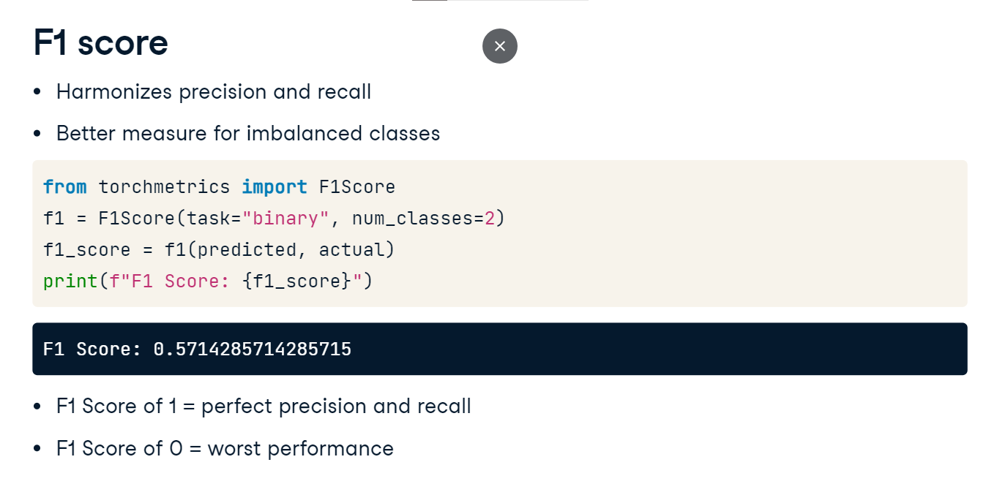 F1 score
• Harmonizes precision and recall
• Better measure for imbalanced classes
from torchmetrics import F1Score
f1 = F1Score(task="binary", num_classes=2)
f1_score = f1(predicted, actual)
print(f"F1 Score: {f1_score}")
F1 Score: 0.5714285714285715
• F1 Score of 1 = perfect precision and recall
• F1 Score of 0 = worst performance